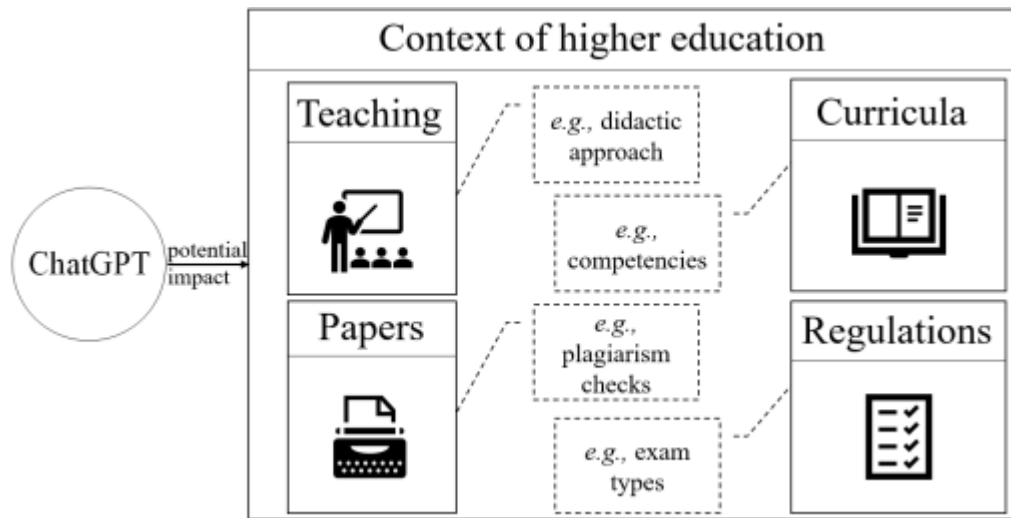 Context of higher education
Teaching
e.g., didactic
approach
Curricula
e.g.,
competencies
ChatGPT
potential
impact
Papers
e.g.,
plagiarism
checks
Regulations
e.g., exam
types